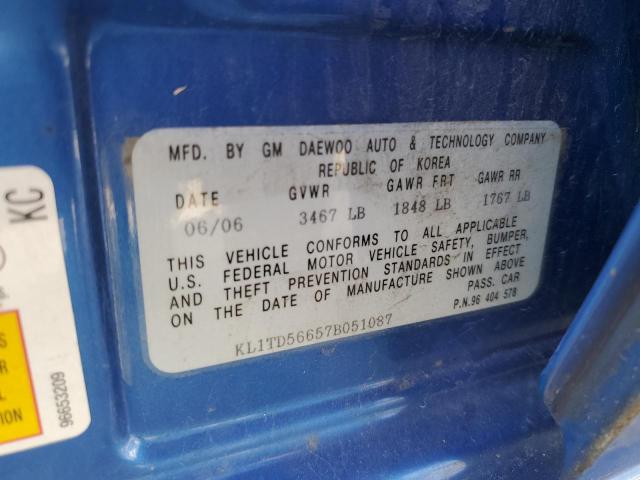 MFD. BY GM DAEWOO AUTO & TECHNOLOGY COMPANY
REPUBLIC OF KOREA
DATE GVWR GAWR FRT GAWR RR
06/06 3467 LB 1848 LB 1767 LB
THIS VEHICLE CONFORMS TO ALL APPLICABLE
U.S. FEDERAL MOTOR VEHICLE SAFETY, BUMPER,
AND THEFT PREVENTION STANDARDS IN EFFECT
ON THE DATE OF MANUFACTURE SHOWN ABOVE
PASS. CAR
P.N.96 404 578
KL1TD56657B051087
KC
96653209